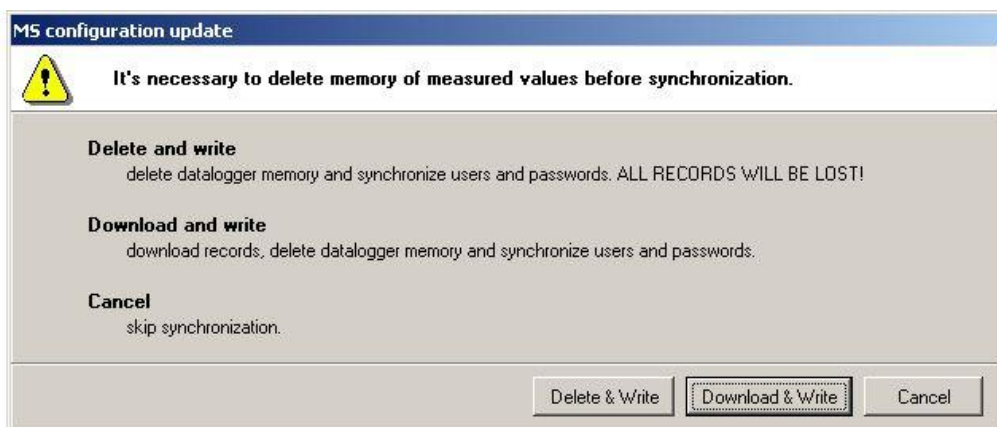 MS configuration update
It's necessary to delete memory of measured values before synchronization.
Delete and write
delete datalogger memory and synchronize users and passwords. ALL RECORDS WILL BE LOST!
Download and write
download records, delete datalogger memory and synchronize users and passwords.
Cancel
skip synchronization.
Delete & Write Download & Write Cancel